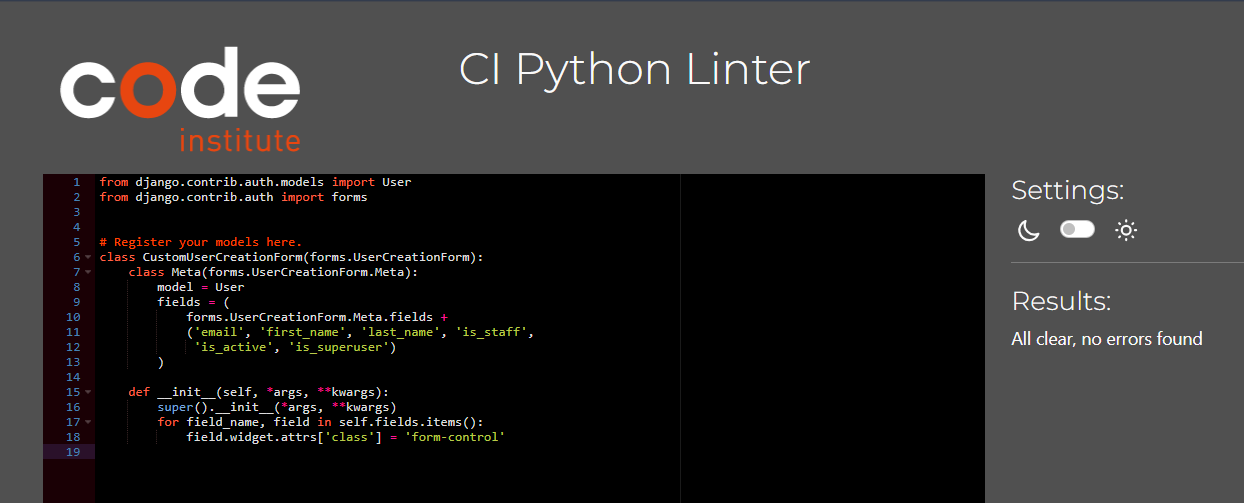 code
institute
CI Python Linter
1 from django.contrib.auth.models import User
2 from django.contrib.auth import forms
3
4
5 # Register your models here.
6 class CustomUserCreationForm(forms.UserCreationForm):
7     class Meta(forms.UserCreationForm.Meta):
8         model = User
9         fields = (
10             forms.UserCreationForm.Meta.fields +
11             ('email', 'first_name', 'last_name', 'is_staff',
12              'is_active', 'is_superuser')
13         )
14
15     def __init__(self, *args, **kwargs):
16         super().__init__(*args, **kwargs)
17         for field_name, field in self.fields.items():
18             field.widget.attrs['class'] = 'form-control'
19
Settings:
Results:
All clear, no errors found